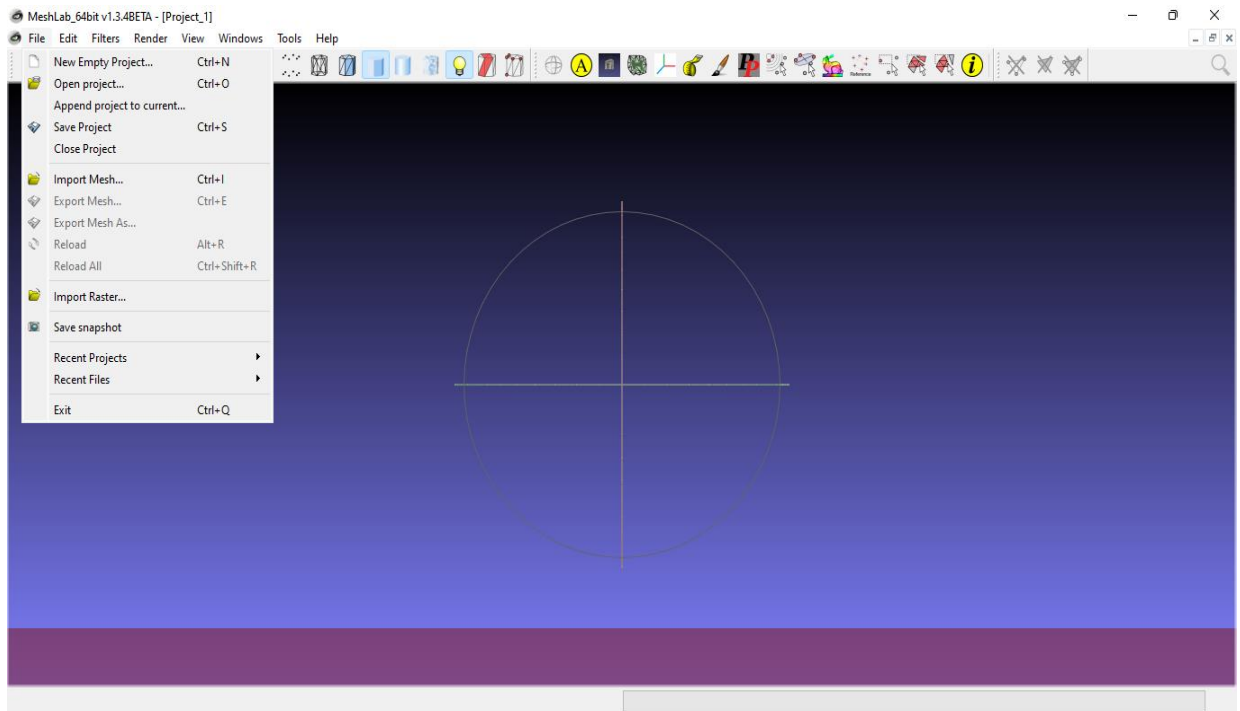 MeshLab_64bit v1.3.4BETA - [Project_1]
File Edit Filters Render View Windows Tools Help
New Empty Project... Ctrl+N
Open project... Ctrl+O
Append project to current...
Save Project Ctrl+S
Close Project
Import Mesh... Ctrl+I
Export Mesh... Ctrl+E
Export Mesh As...
Reload Alt+R
Reload All Ctrl+Shift+R
Import Raster...
Save snapshot
Recent Projects
Recent Files
Exit Ctrl+Q
A
PP
Reference
i